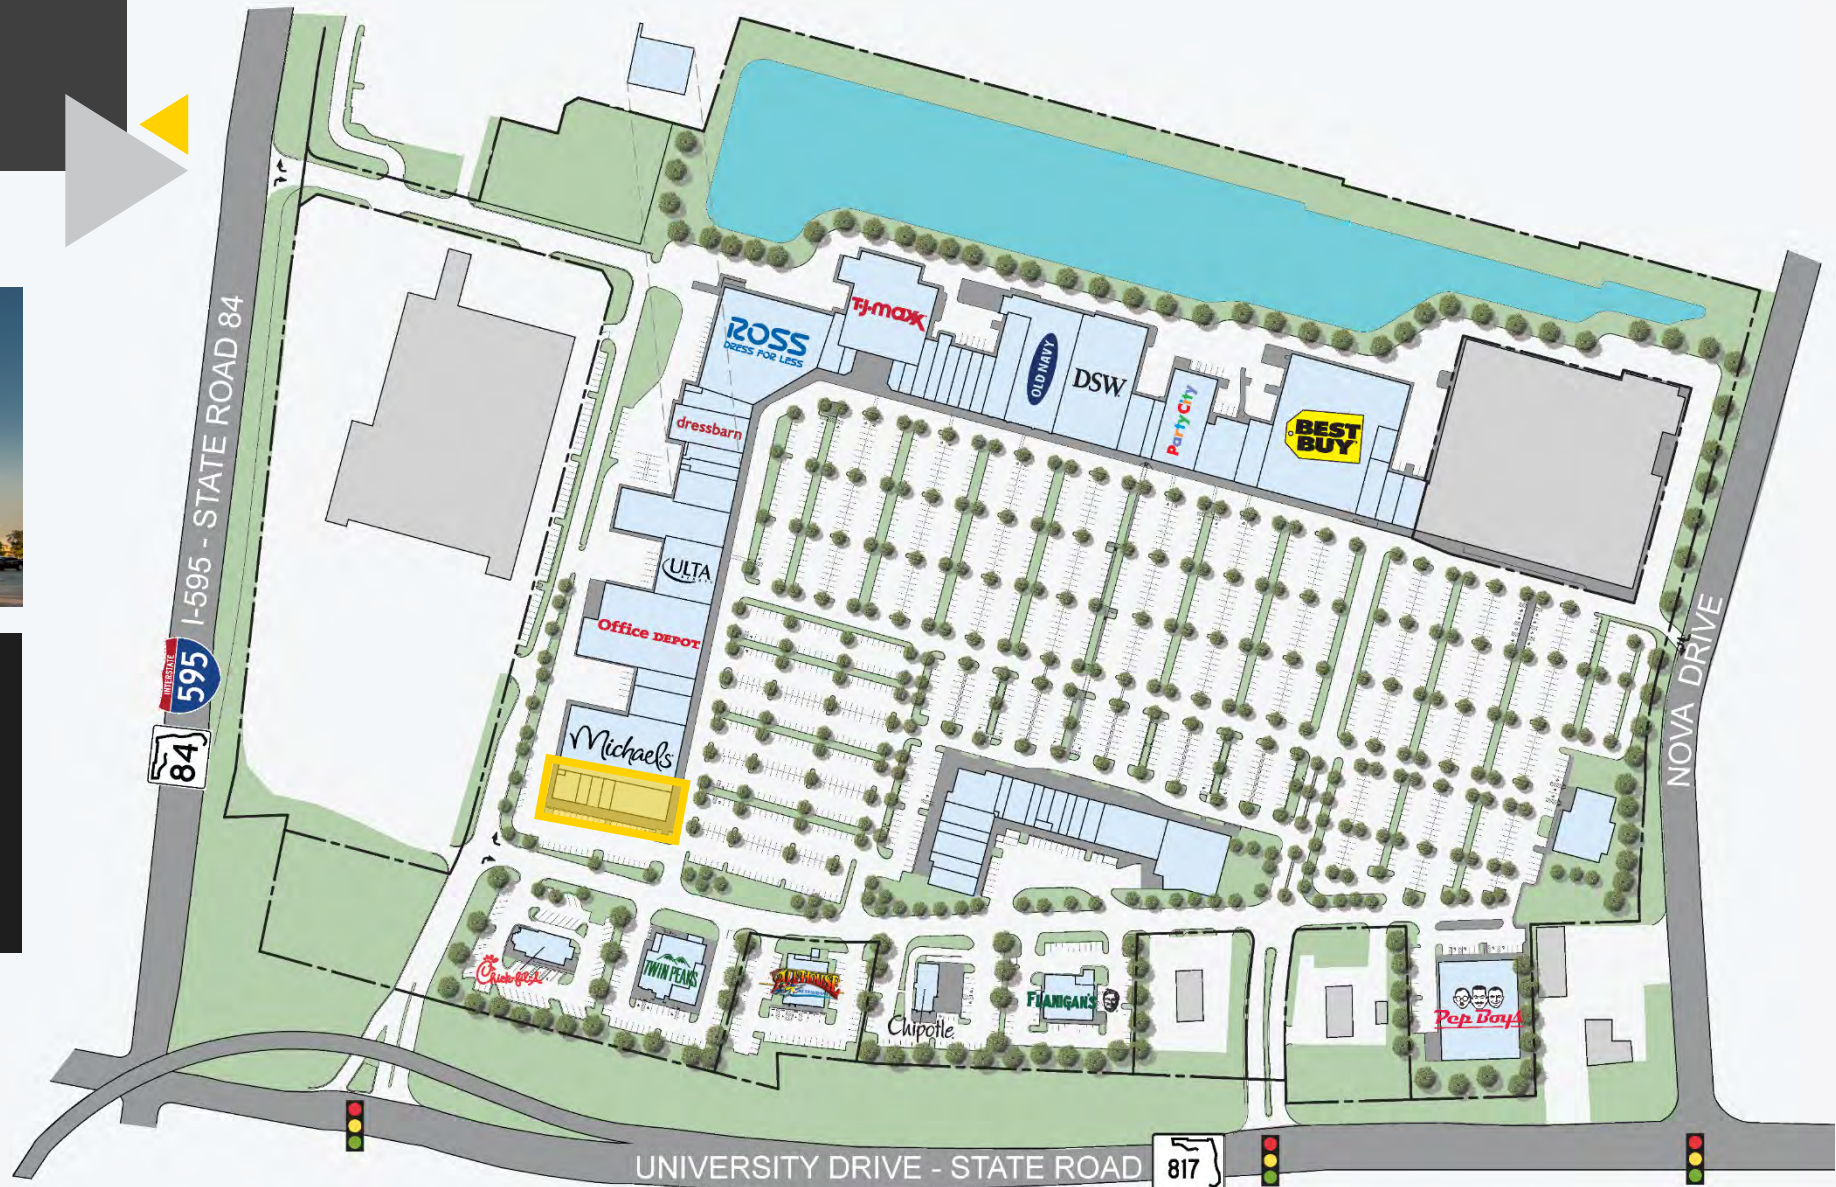 I-595 - STATE ROAD 84
INTERSTATE
595
84
ROSS
DRESS FOR LESS
T·J·maxx
OLD NAVY
DSW
Party City
BEST
BUY
dressbarn
ULTA
Office DEPOT
Michaels
Chick-fil-A
TWIN PEAKS
Chipotle
FLANIGAN'S
Pep Boys
NOVA DRIVE
UNIVERSITY DRIVE - STATE ROAD
817